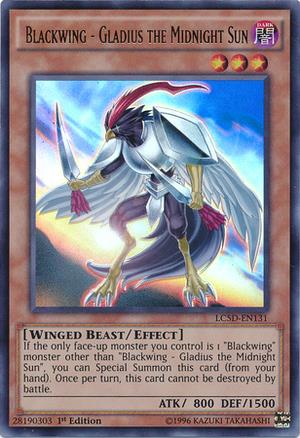 Blackwing - Gladius the Midnight Sun
DARK
闇
LC5D-EN131
[Winged Beast/Effect]
If the only face-up monster you control is 1 "Blackwing"
monster other than "Blackwing - Gladius the Midnight
Sun", you can Special Summon this card (from your
hand). Once per turn, this card cannot be destroyed
by battle.
ATK/ 800 DEF/1500
28190303 1st Edition ©1996 KAZUKI TAKAHASHI